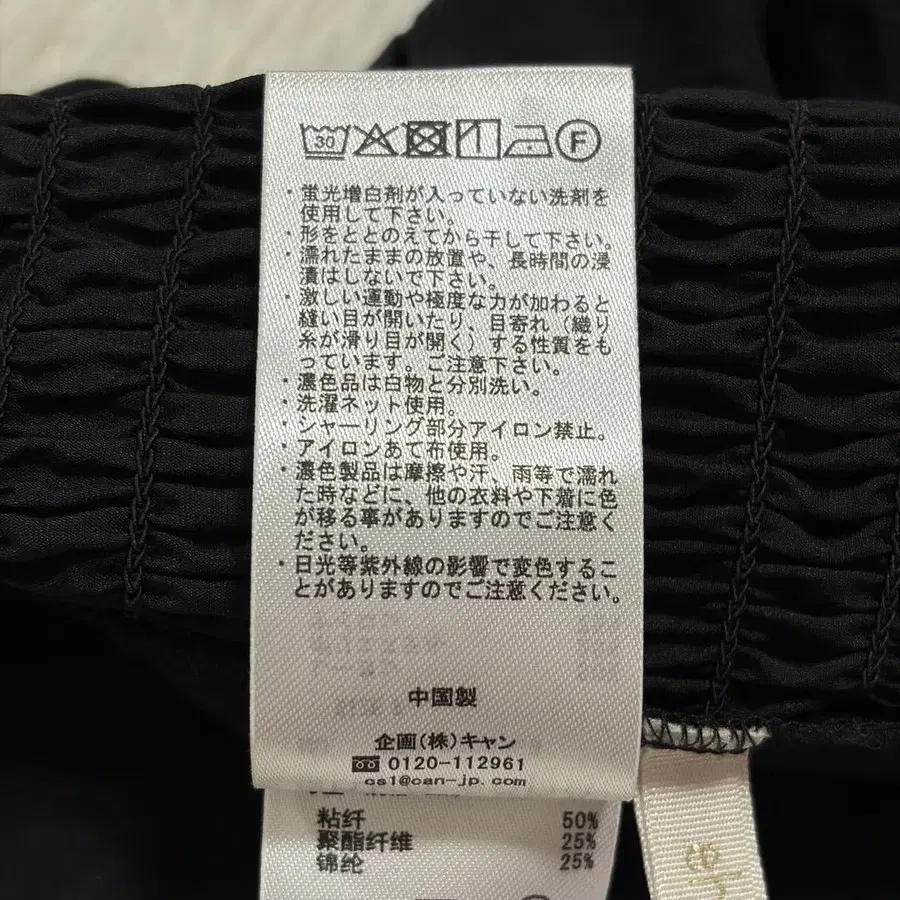 30 F
・蛍光増白剤が入っていない洗剤を
使用して下さい。
・形をととのえてから干して下さい。
・濡れたままの放置や、長時間の浸
漬はしないで下さい。
・激しい運動や極度な力が加わると
縫い目が開いたり、目寄れ（織り
糸が滑り目が開く）する性質をも
っています。ご注意下さい。
・濃色品は白物と分別洗い。
・洗濯ネット使用。
・シャーリング部分アイロン禁止。
・アイロンあて布使用。
・濃色製品は摩擦や汗、雨等で濡れ
た時などに、他の衣料や下着に色
が移る事がありますのでご注意く
ださい。
・日光等紫外線の影響で変色するこ
とがありますのでご注意ください。
中国製
企画(株)キャン
0120-112961
cs1@can-jp.com
粘纤 50%
聚酯纤维 25%
锦纶 25%